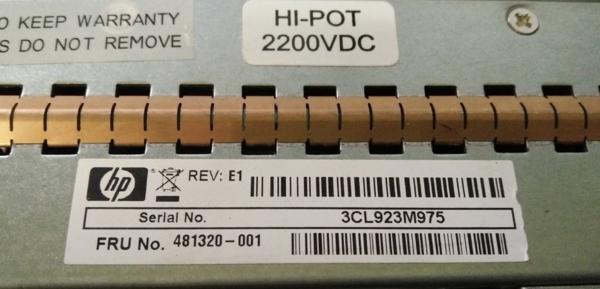 O KEEP WARRANTY
S DO NOT REMOVE
HI-POT
2200VDC
hp
REV: E1
Serial No. 3CL923M975
FRU No. 481320-001